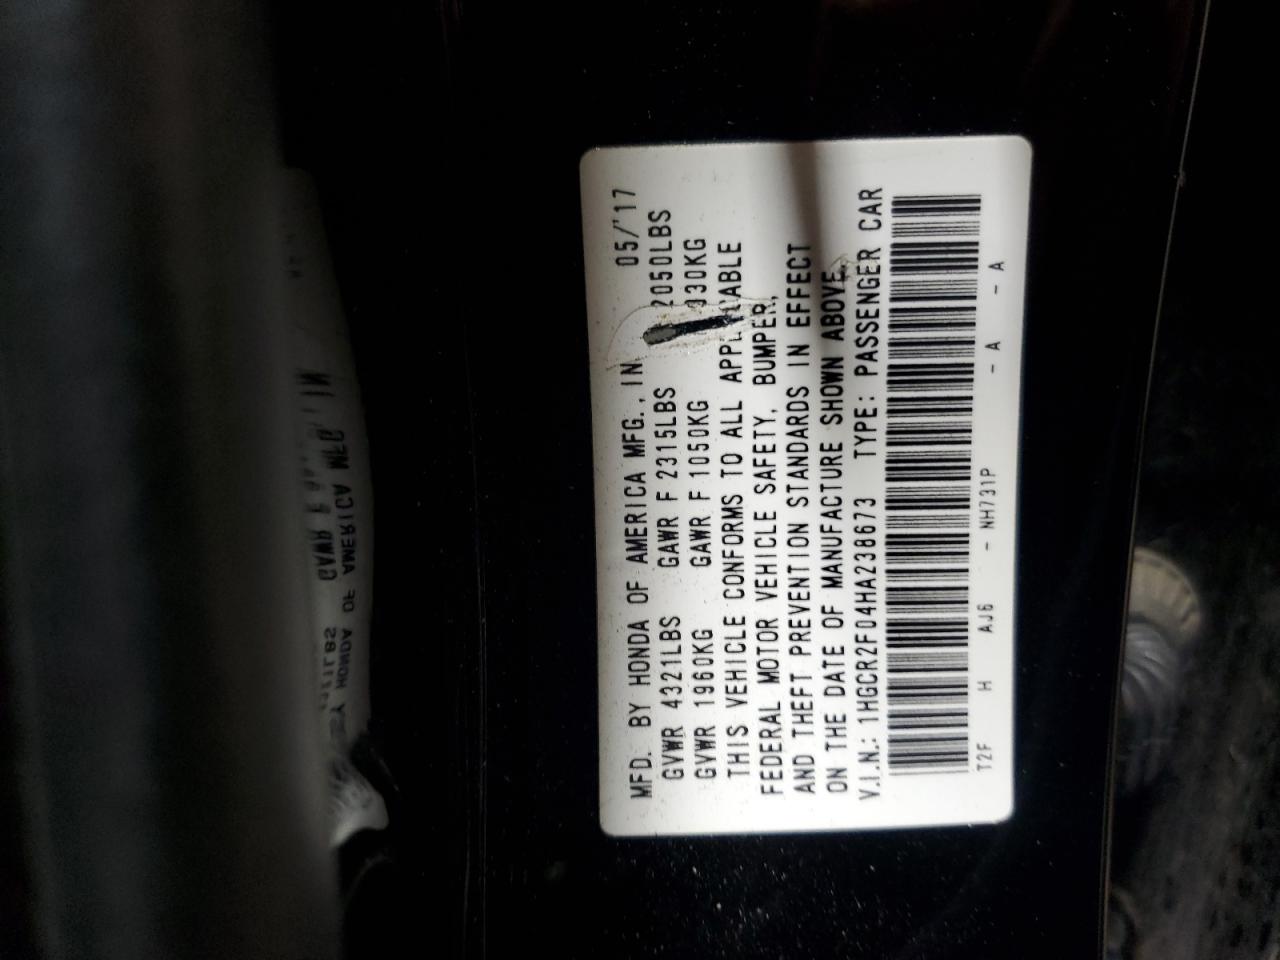 MFD. BY HONDA OF AMERICA MFG., IN 05/'17
GVWR 4321LBS GAWR F 2315LBS 2050LBS
GVWR 1960KG GAWR F 1050KG 930KG
THIS VEHICLE CONFORMS TO ALL APPLICABLE
FEDERAL MOTOR VEHICLE SAFETY, BUMPER,
AND THEFT PREVENTION STANDARDS IN EFFECT
ON THE DATE OF MANUFACTURE SHOWN ABOVE.
V.I.N.: 1HGCR2F04HA238673 TYPE: PASSENGER CAR
T2F H AJ6 - NH731P - A - A